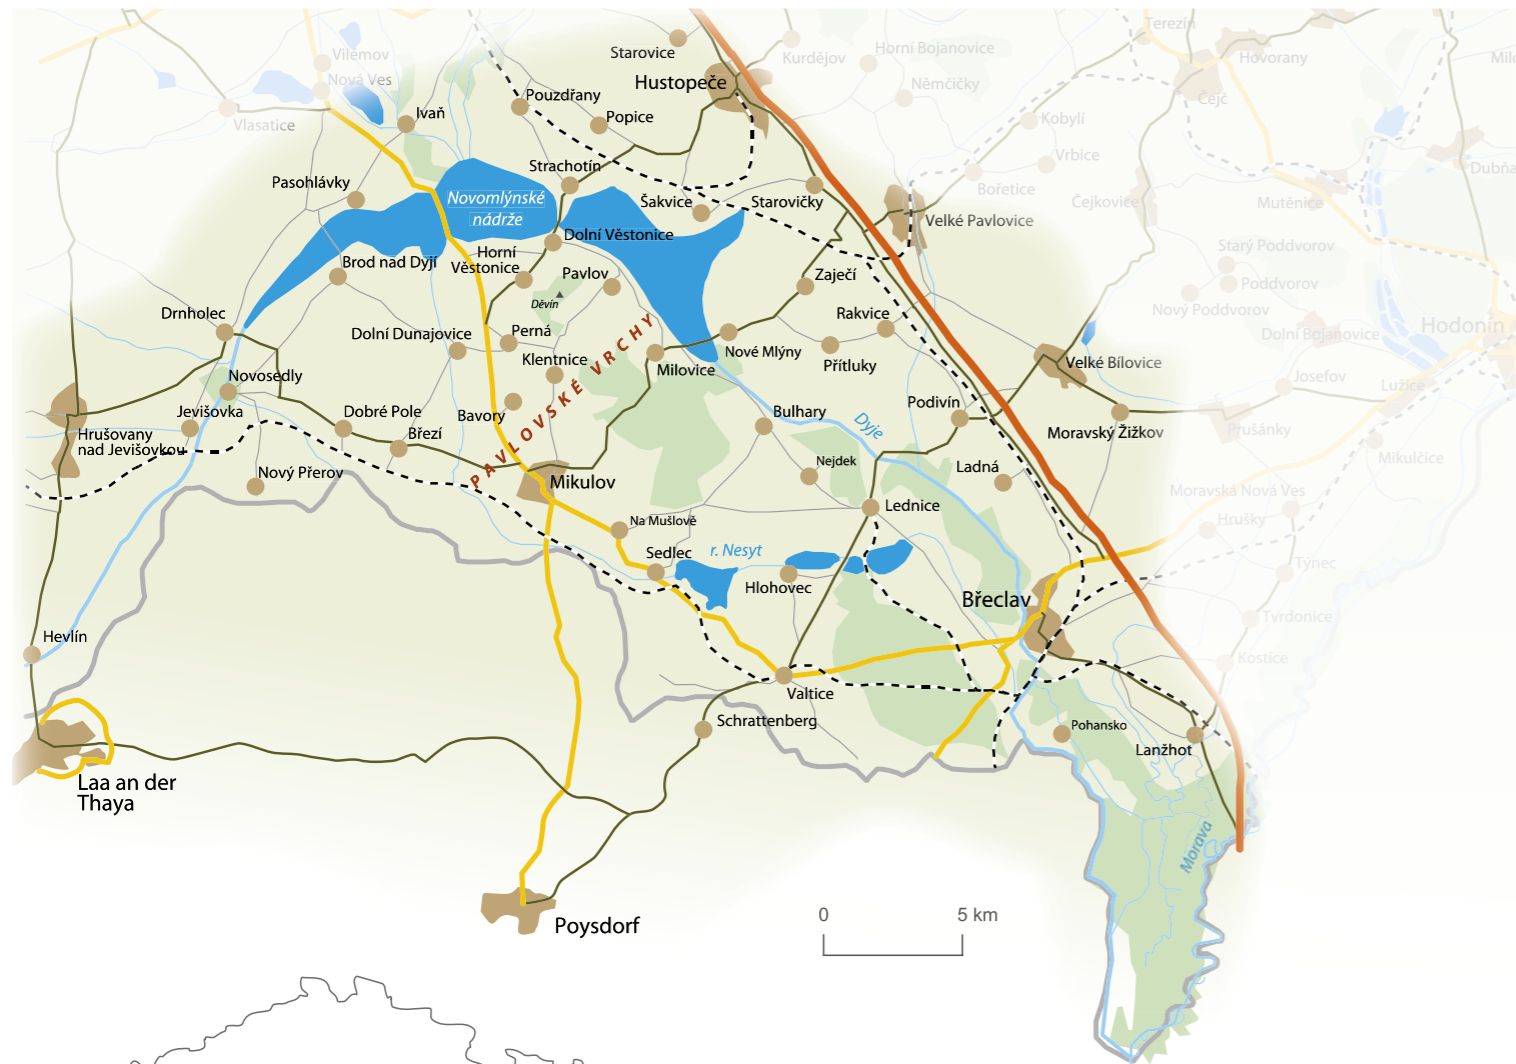 Terezín
Starovice
Kurdějov
Horní Bojanovice
Hovorany
Vilémov
Nová Ves
Hustopeče
Němčičky
Čejč
Pouzdřany
Ivaň
Popice
Kobylí
Vlasatice
Vrbice
Strachotín
Pasohlávky
Novomlýnské
nádrže
Šakvice
Starovičky
Bořetice
Čejkovice
Mutěnice
Velké Pavlovice
Dolní Věstonice
Starý Poddvorov
Brod nad Dyjí
Horní
Věstonice
Pavlov
Zaječí
Poddvorov
Děvín
Nový Poddvorov
Drnholec
Rakvice
Hodonín
Dolní Dunajovice
Perná
Dolní Bojanovice
Klentnice
Nové Mlýny
Přítluky
Velké Bílovice
Milovice
Novosedly
PAVLOVSKÉ VRCHY
Josefov
Lužice
Jevišovka
Dobré Pole
Bavory
Bulhary
Podivín
Dyje
Hrušovany
nad Jevišovkou
Březí
Moravský Žižkov
Prušánky
Nový Přerov
Nejdek
Ladná
Mikulčice
Mikulov
Moravská Nová Ves
Lednice
Na Mušlově
Hrušky
Sedlec
r. Nesyt
Týnec
Hlohovec
Břeclav
Tvrdonice
Hevlín
Kostice
Valtice
Schrattenberg
Pohansko
Lanžhot
Laa an der
Thaya
Morava
0
5 km
Poysdorf